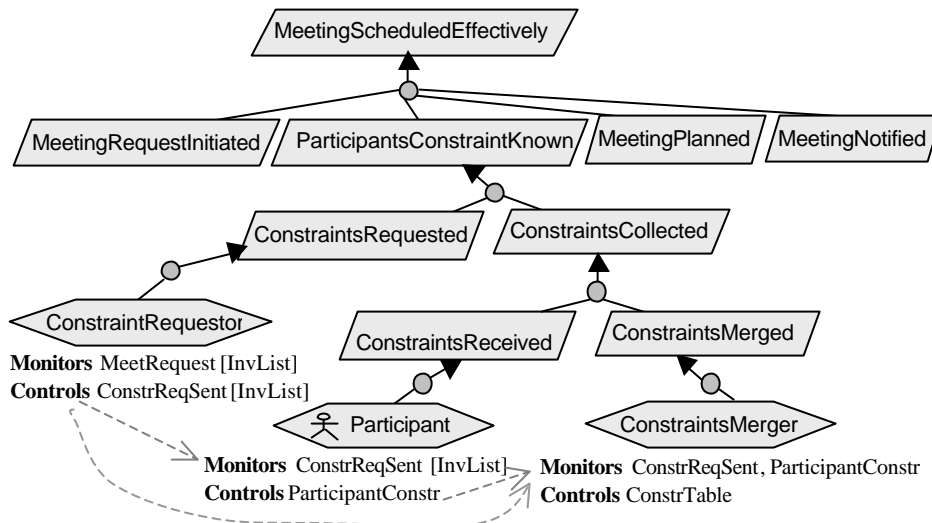 MeetingScheduledEffectively
MeetingRequestInitiated
ParticipantsConstraintKnown
MeetingPlanned
MeetingNotified
ConstraintsRequested
ConstraintsCollected
ConstraintRequestor
ConstraintsReceived
ConstraintsMerged
Monitors MeetRequest [InvList]
Controls ConstrReqSent [InvList]
Participant
ConstraintsMerger
Monitors ConstrReqSent [InvList]
Controls ParticipantConstr
Monitors ConstrReqSent, ParticipantConstr
Controls ConstrTable